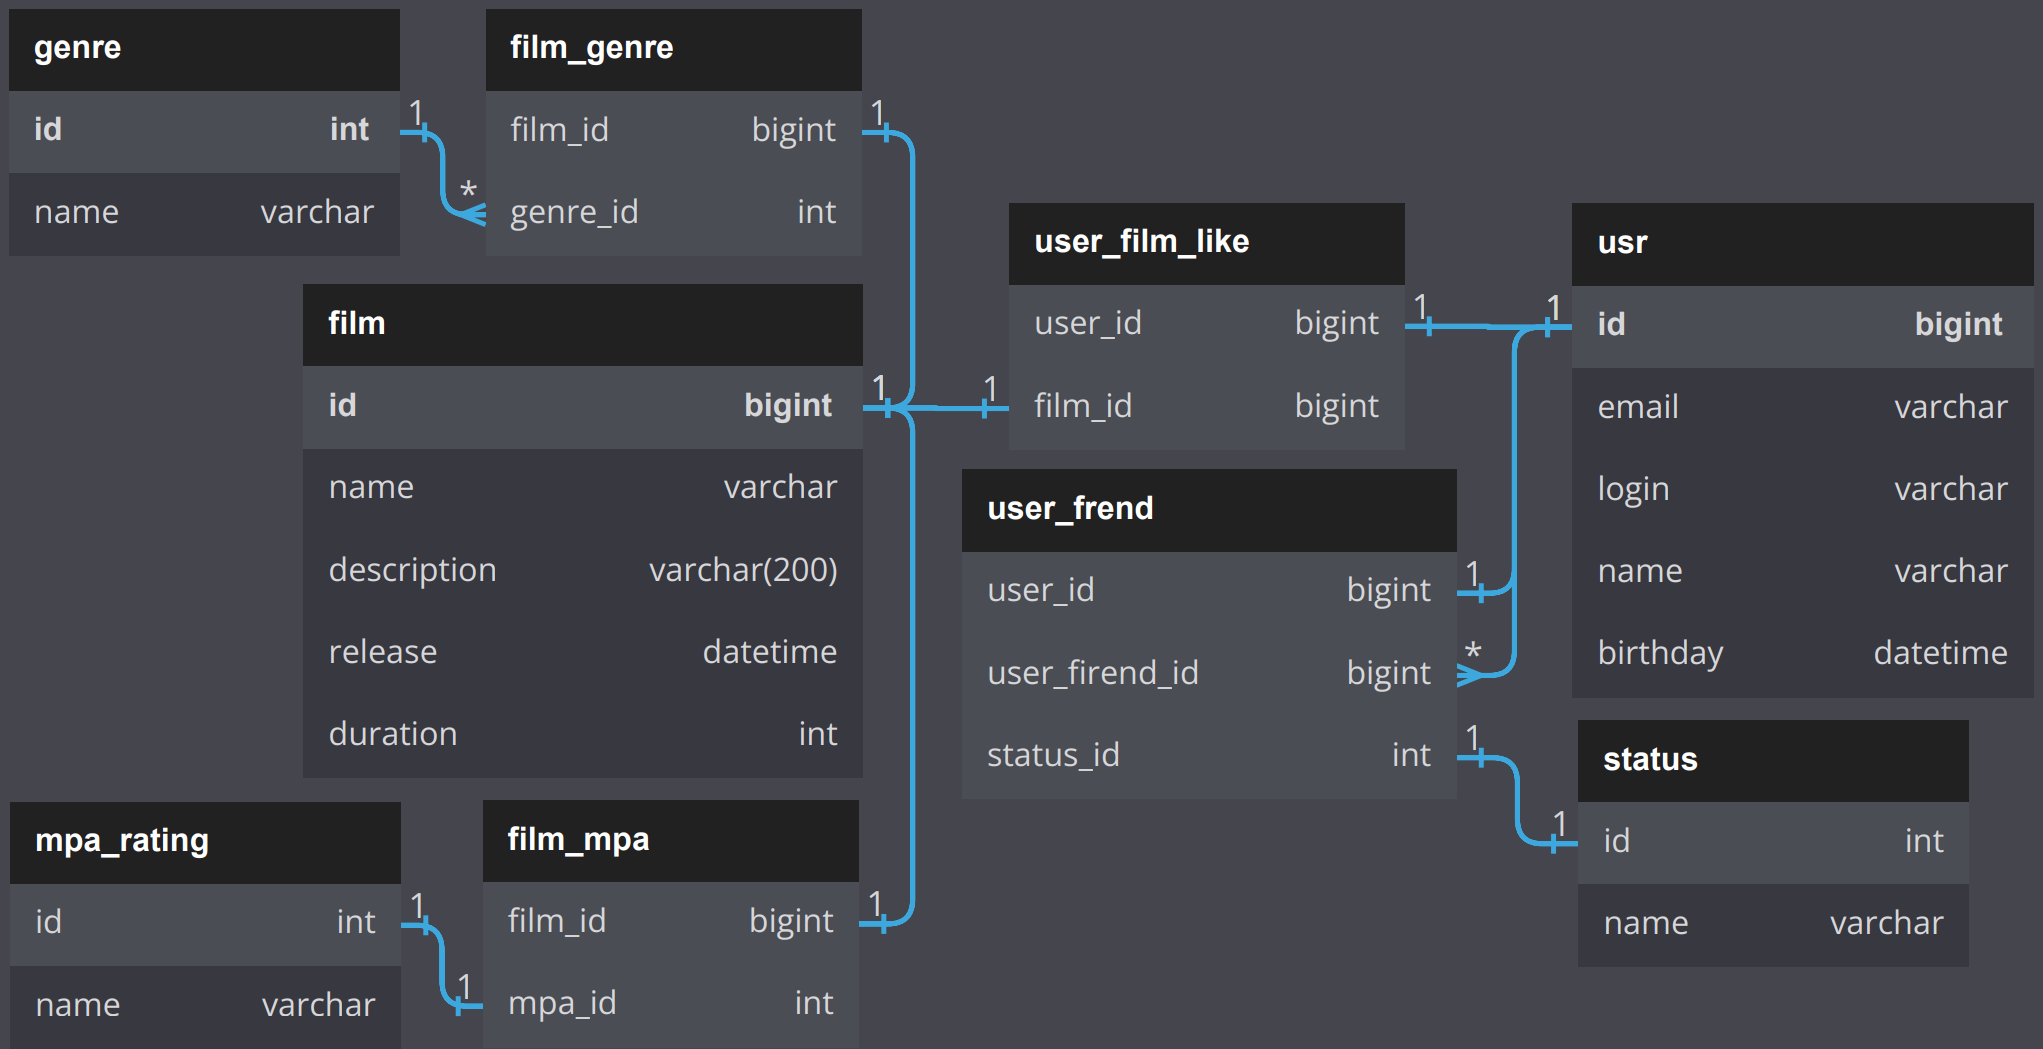 genre
id int
name varchar
1
*
film_genre
film_id bigint
genre_id int
1
film
id bigint
name varchar
description varchar(200)
release datetime
duration int
1
1
user_film_like
user_id bigint
film_id bigint
1
1
usr
id bigint
email varchar
login varchar
name varchar
birthday datetime
user_frend
user_id bigint
user_firend_id bigint
status_id int
1
*
1
1
status
id int
name varchar
mpa_rating
id int
name varchar
1
1
film_mpa
film_id bigint
mpa_id int
1